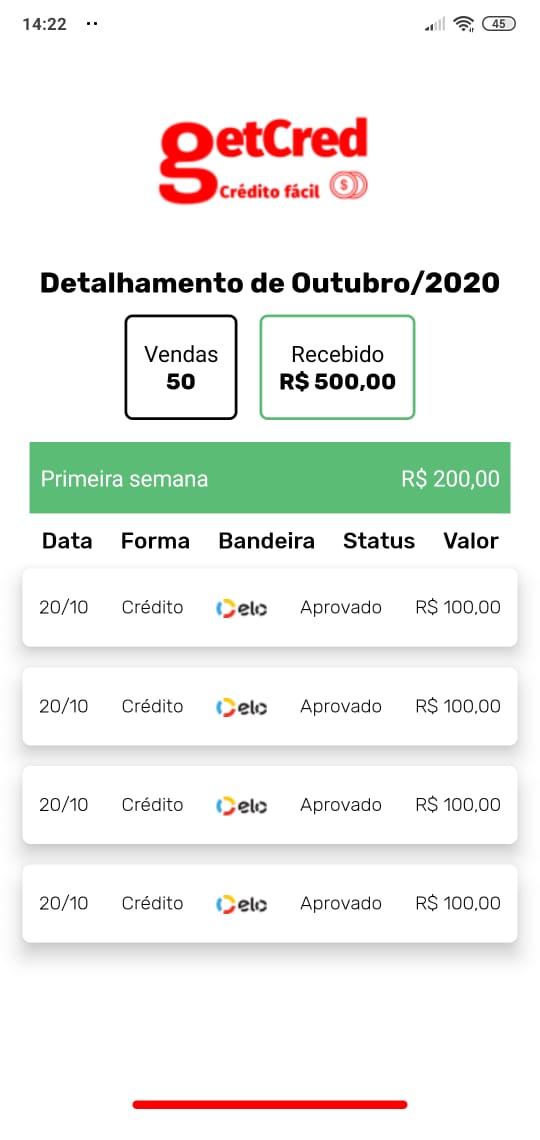 14:22 ··
45
getCred
Crédito fácil $
Detalhamento de Outubro/2020
Vendas
50
Recebido
R$ 500,00
Primeira semana R$ 200,00
Data Forma Bandeira Status Valor
20/10 Crédito elo Aprovado R$ 100,00
20/10 Crédito elo Aprovado R$ 100,00
20/10 Crédito elo Aprovado R$ 100,00
20/10 Crédito elo Aprovado R$ 100,00